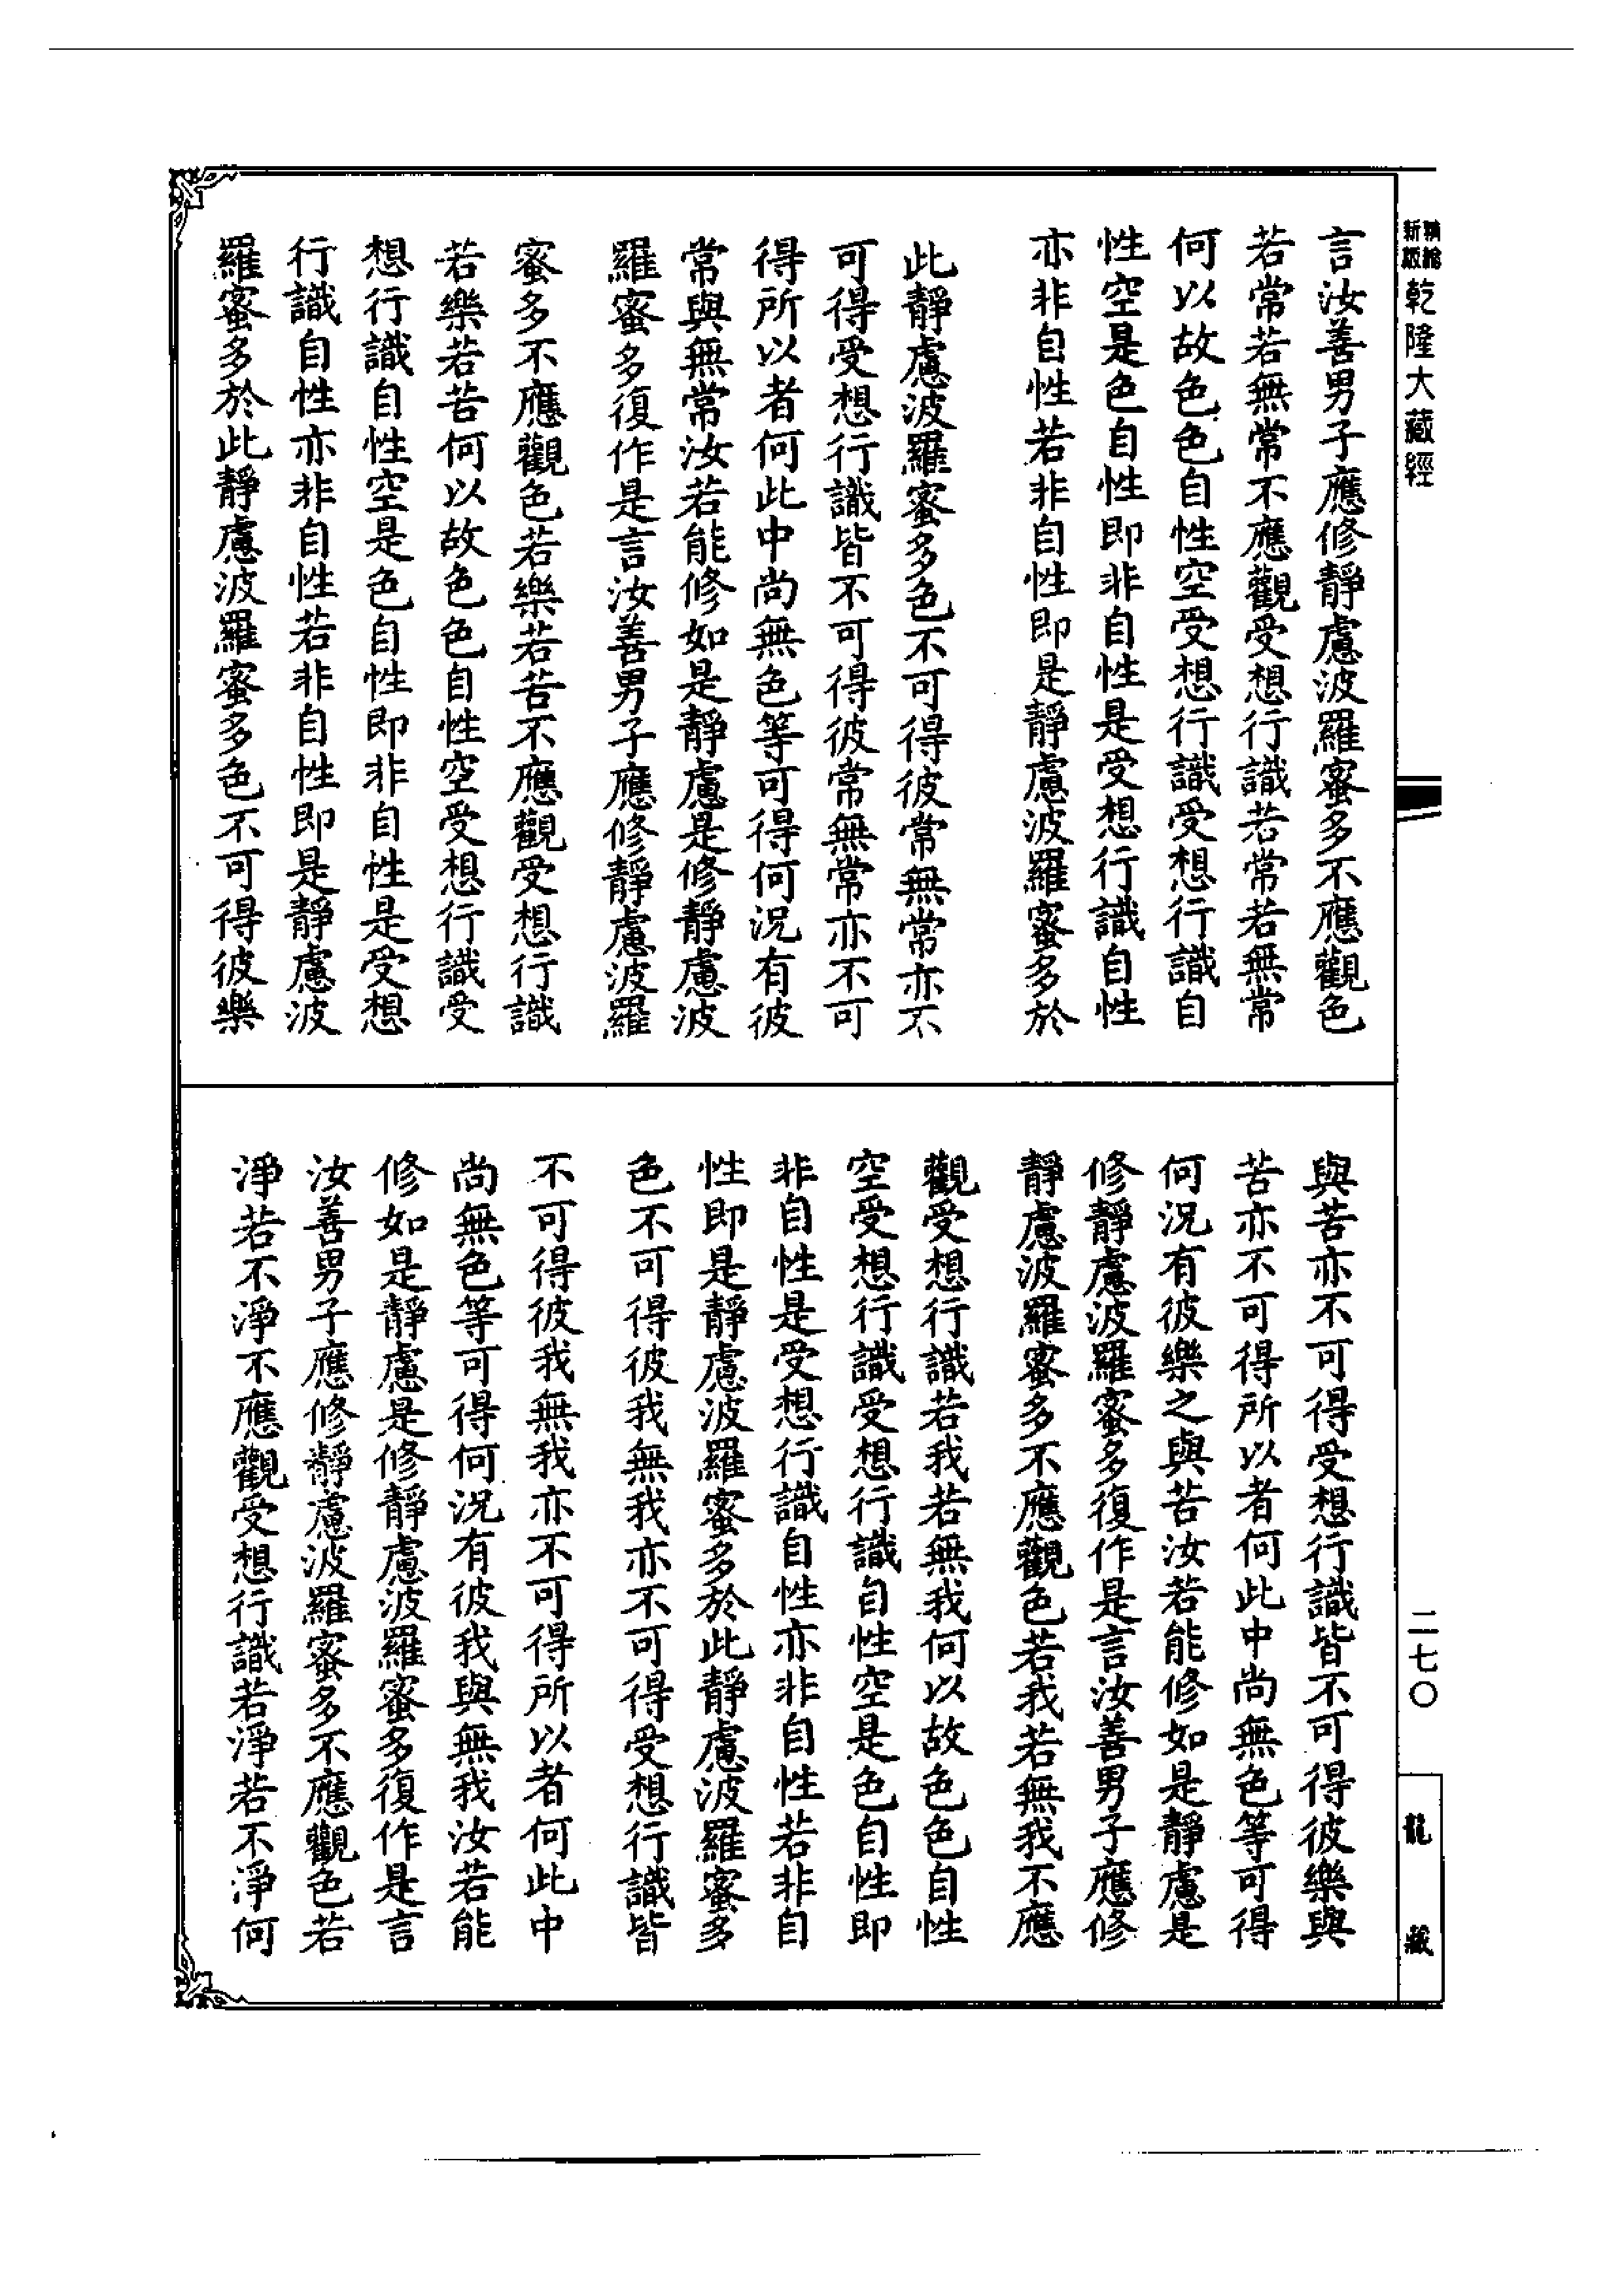 新版精縮乾隆大藏經
言汝善男子應修靜慮波羅蜜多不應觀色
若常若無常不應觀受想行識若常若無常
何以故色色自性空受想行識受想行識自
性空是色自性即非自性是受想行識自性
亦非自性若非自性即是靜慮波羅蜜多於
此靜慮波羅蜜多色不可得彼常無常亦不
可得受想行識皆不可得彼常無常亦不可
得所以者何此中尚無色等可得何況有彼
常與無常汝若能修如是靜慮是修靜慮波
羅蜜多復作是言汝善男子應修靜慮波羅
蜜多不應觀色若樂若苦不應觀受想行識
若樂若苦何以故色色自性空受想行識受
想行識自性空是色自性即非自性是受想
行識自性亦非自性若非自性即是靜慮波
羅蜜多於此靜慮波羅蜜多色不可得彼樂
與苦亦不可得受想行識皆不可得彼樂與
苦亦不可得所以者何此中尚無色等可得
何況有彼樂之與苦汝若能修如是靜慮是
修靜慮波羅蜜多復作是言汝善男子應修
靜慮波羅蜜多不應觀色若我若無我不應
觀受想行識若我若無我何以故色色自性
空受想行識受想行識自性空是色自性即
非自性是受想行識自性亦非自性若非自
性即是靜慮波羅蜜多於此靜慮波羅蜜多
色不可得彼我無我亦不可得受想行識皆
不可得彼我無我亦不可得所以者何此中
尚無色等可得何況有彼我與無我汝若能
修如是靜慮是修靜慮波羅蜜多復作是言
汝善男子應修靜慮波羅蜜多不應觀色若
淨若不淨不應觀受想行識若淨若不淨何
二七〇
龍藏